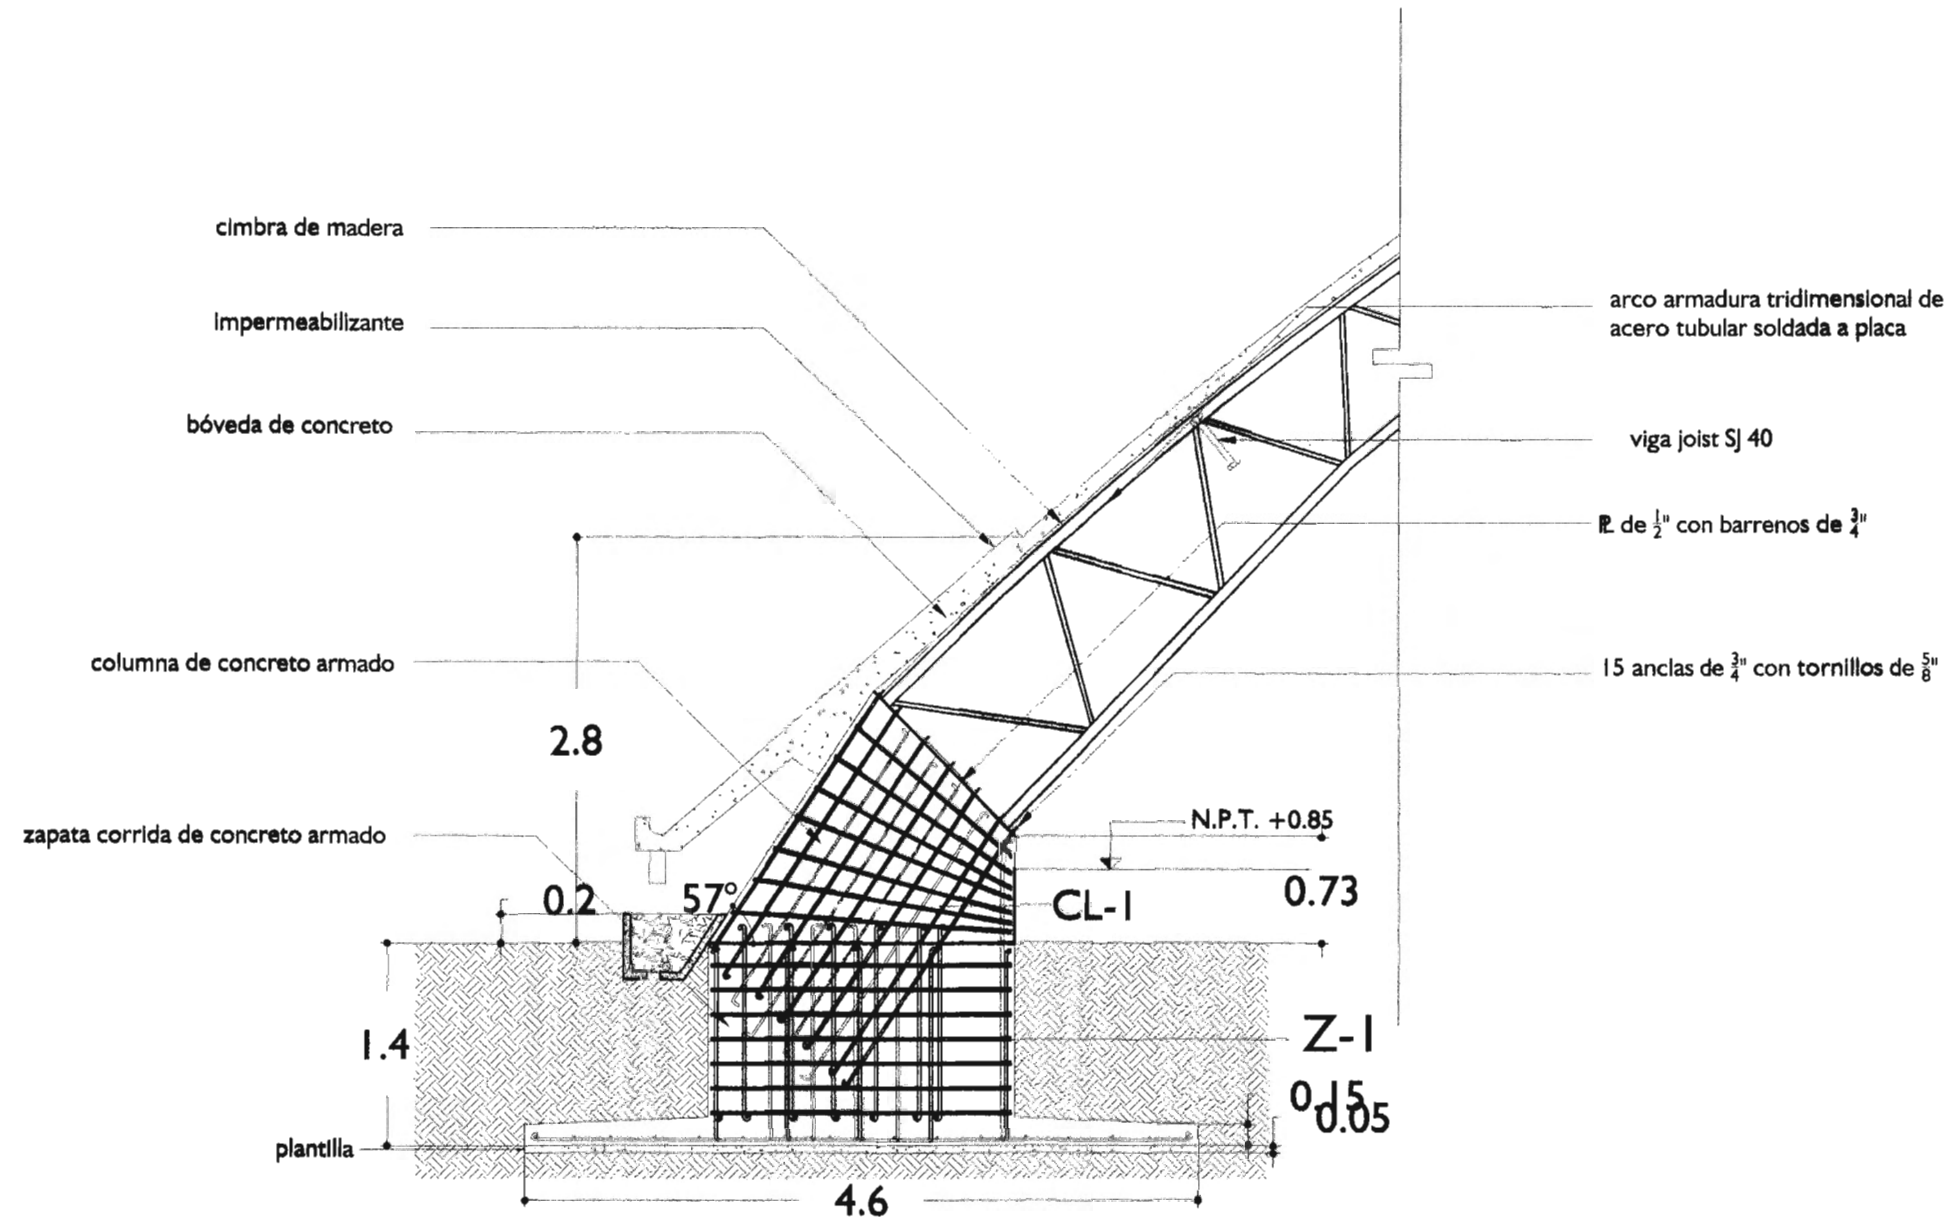 cimbra de madera
impermeabilizante
bóveda de concreto
columna de concreto armado
2.8
zapata corrida de concreto armado
0.2
57°
1.4
plantilla
4.6
arco armadura tridimensional de
acero tubular soldada a placa
viga joist SJ 40
PL de 1/2" con barrenos de 3/4"
15 anclas de 3/4" con tornillos de 5/8"
N.P.T. +0.85
0.73
CL-1
Z-1
0.15
0.05